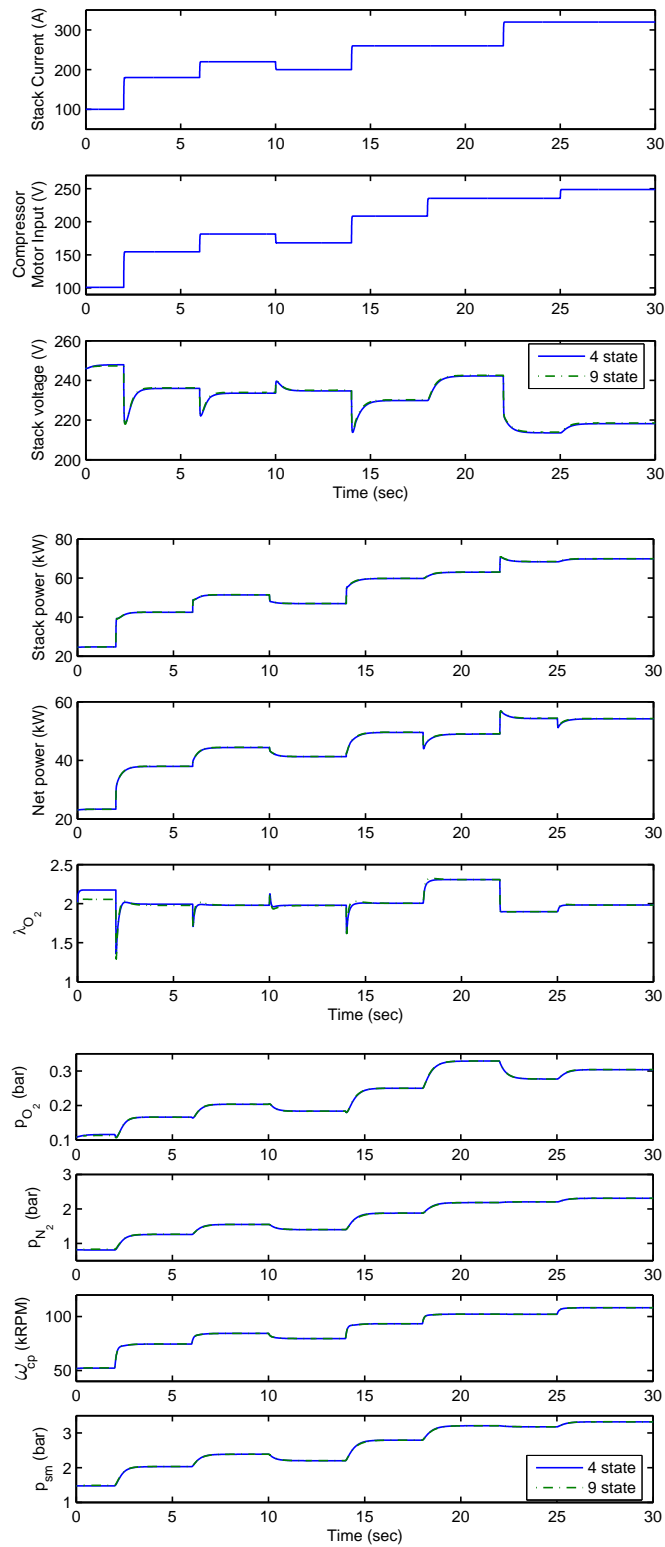 Stack Current (A)
300
200
100
0 5 10 15 20 25 30
Compressor
Motor Input (V)
250
200
150
100
0 5 10 15 20 25 30
Stack voltage (V)
260
240
220
200
4 state
9 state
0 5 10 15 20 25 30
Time (sec)
Stack power (kW)
80
60
40
20
0 5 10 15 20 25 30
Net power (kW)
60
40
20
0 5 10 15 20 25 30
λO2
2.5
2
1.5
1
0 5 10 15 20 25 30
Time (sec)
pO2 (bar)
0.3
0.2
0.1
0 5 10 15 20 25 30
pN2 (bar)
3
2
1
0 5 10 15 20 25 30
ωcp (kRPM)
100
50
0 5 10 15 20 25 30
psm (bar)
3
2
1
4 state
9 state
0 5 10 15 20 25 30
Time (sec)